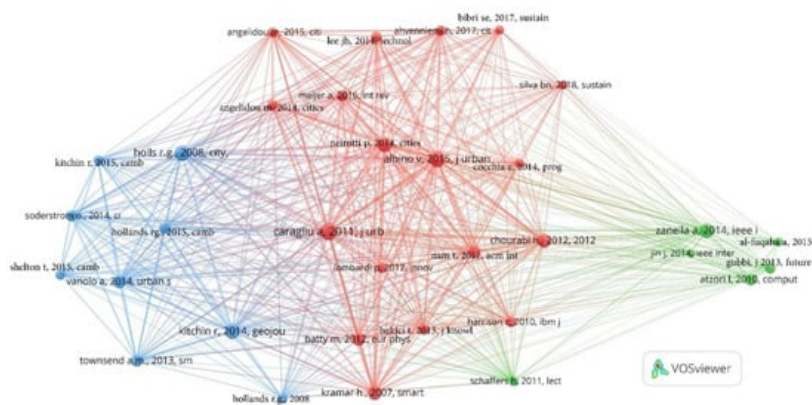 bibri se, 2017, sustain
angelidou m, 2015, citi
lee jh, 2014, technol
ahvenniemi h, 2017, cit
silva bn, 2018, sustain
meijer a, 2016, int rev
angelidou m, 2014, cities
neirotti p, 2014, cities
holls r.g., 2008, city,
albino v, 2015, j urban
kitchin r, 2015, camb
cocchia a, 2014, prog
soderstrom o., 2014, ci
hollands rg, 2015, camb
caragliu a, 2011, j urb
zanella a, 2014, ieee i
chourabi h, 2012, 2012
al-fuqaha a, 2015
nam t, 2012, acm int
jin j, 2014, ieee inter
shelton t, 2015, camb
lombardi p, 2012, innov
gubbi, j 2013, future
vanolo a, 2014, urban s
atzori l, 2010, comput
harrison c, 2010, ibm j
kitchin r, 2014, geojou
bakici t, 2013, j knowl
batty m, 2012, eur phys
townsend a.m., 2013, sm
schaffers h, 2011, lect
kramar h., 2007, smart
hollands r.g., 2008
VOSviewer